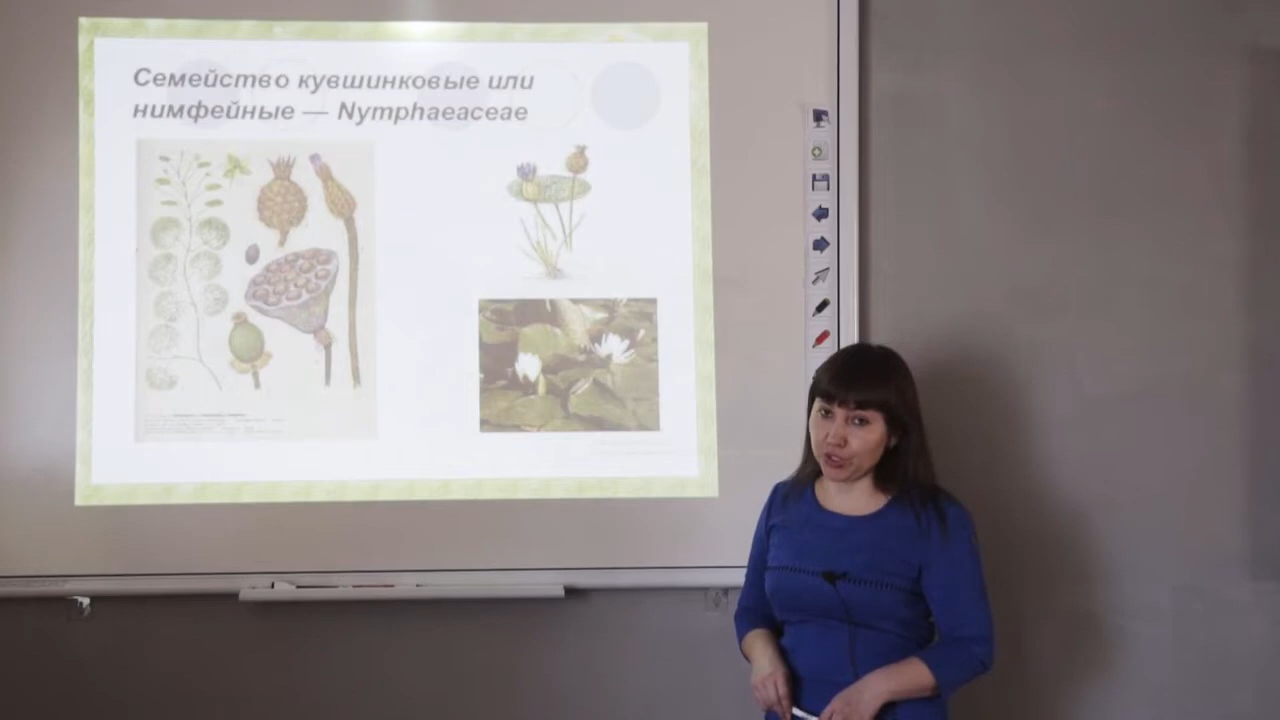 Семейство кувшинковые или
нимфейные — Nymphaeaceae